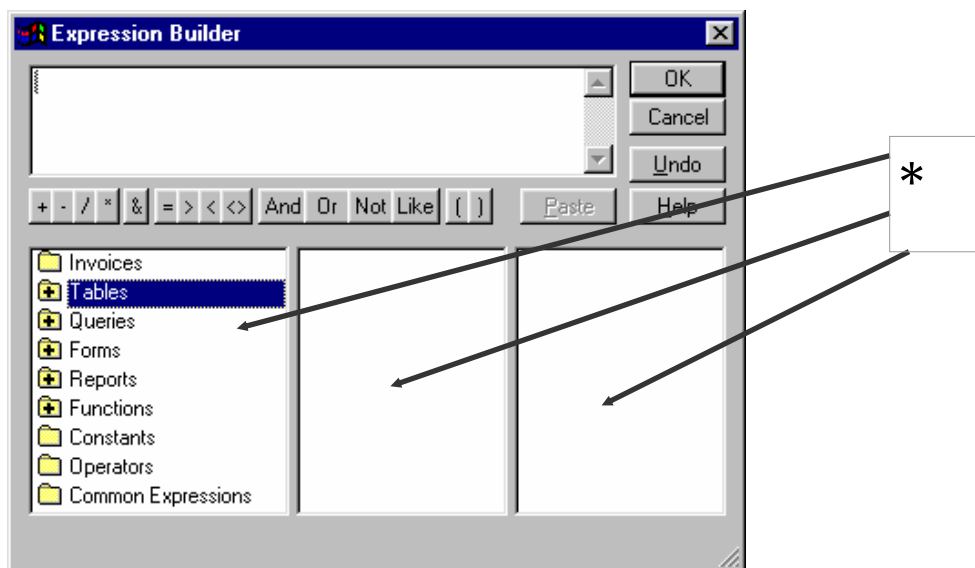 Expression Builder
OK
Cancel
Undo
+ - / * & = > < <> And Or Not Like ( ) Paste Help
*
Invoices
Tables
Queries
Forms
Reports
Functions
Constants
Operators
Common Expressions